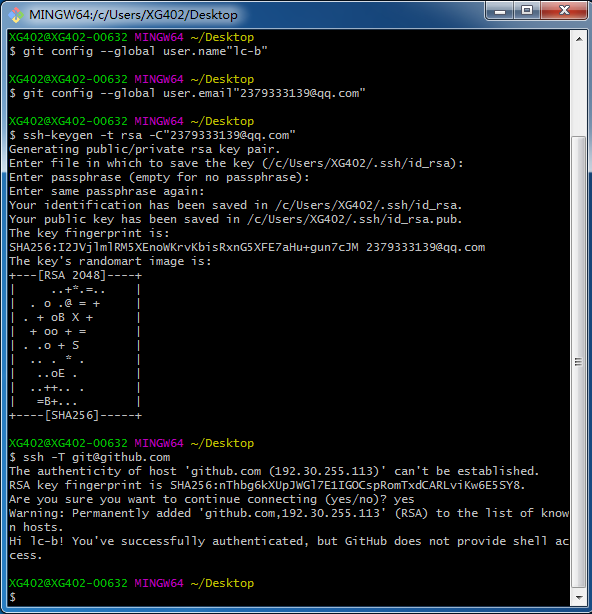 MINGW64:/c/Users/XG402/Desktop
XG402@XG402-00632 MINGW64 ~/Desktop
$ git config --global user.name"lc-b"
XG402@XG402-00632 MINGW64 ~/Desktop
$ git config --global user.email"2379333139@qq.com"
XG402@XG402-00632 MINGW64 ~/Desktop
$ ssh-keygen -t rsa -C"2379333139@qq.com"
Generating public/private rsa key pair.
Enter file in which to save the key (/c/Users/XG402/.ssh/id_rsa):
Enter passphrase (empty for no passphrase):
Enter same passphrase again:
Your identification has been saved in /c/Users/XG402/.ssh/id_rsa.
Your public key has been saved in /c/Users/XG402/.ssh/id_rsa.pub.
The key fingerprint is:
SHA256:I2JVjlmlRM5XEnoWKrvKbisRxnG5XFE7aHu+gun7cJM 2379333139@qq.com
The key's randomart image is:
+---[RSA 2048]----+
|     ..+*.=..    |
|  . o .@ = +     |
| . + oB X +      |
|  + oo + =       |
| . .o + S        |
|  .. . * .       |
|   ..oE .        |
|  ..++.. .       |
|   =B+...        |
+----[SHA256]-----+
XG402@XG402-00632 MINGW64 ~/Desktop
$ ssh -T git@github.com
The authenticity of host 'github.com (192.30.255.113)' can't be established.
RSA key fingerprint is SHA256:nThbg6kXUpJWGl7E1IGOCspRomTxdCARLviKw6E5SY8.
Are you sure you want to continue connecting (yes/no)? yes
Warning: Permanently added 'github.com,192.30.255.113' (RSA) to the list of know
n hosts.
Hi lc-b! You've successfully authenticated, but GitHub does not provide shell ac
cess.
XG402@XG402-00632 MINGW64 ~/Desktop
$